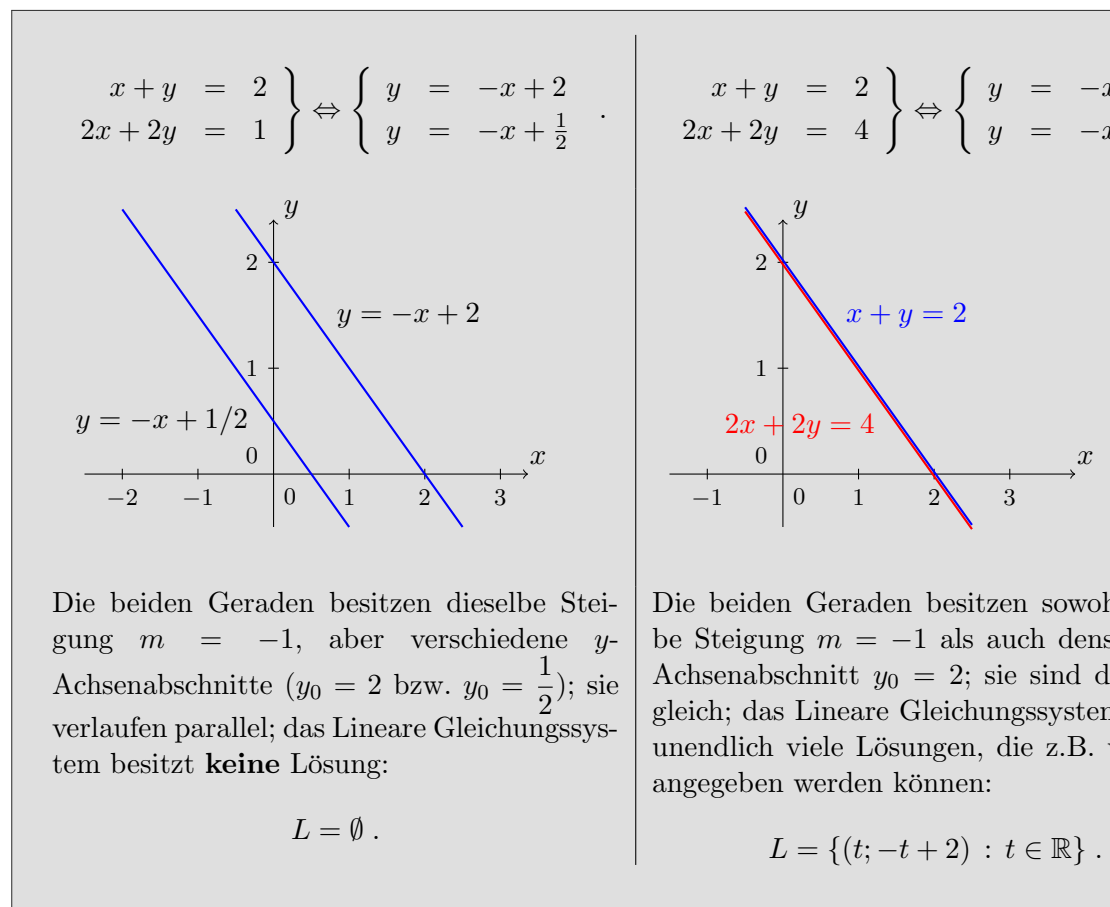 x + y = 2 } ⇔ { y = −x + 2
2x + 2y = 1 } ⇔ { y = −x + 1/2 .
y
2
y = −x + 2
1
y = −x + 1/2
0
x
−2 −1 0 1 2 3
Die beiden Geraden besitzen dieselbe Stei-
gung m = −1, aber verschiedene y-
Achsenabschnitte (y₀ = 2 bzw. y₀ = 1/2); sie
verlaufen parallel; das Lineare Gleichungssys-
tem besitzt keine Lösung:
L = ∅ .
x + y = 2 } ⇔ { y = −x
2x + 2y = 4 } ⇔ { y = −x
y
2
x + y = 2
1
2x + 2y = 4
0
x
−1 0 1 2 3
Die beiden Geraden besitzen
be Steigung m = −1 als auch
Achsenabschnitt y₀ = 2; sie sind
gleich; das Lineare
unendlich viele Lösungen, die z.B.
angegeben werden können:
L = {(t; −t + 2) : t ∈ ℝ} .